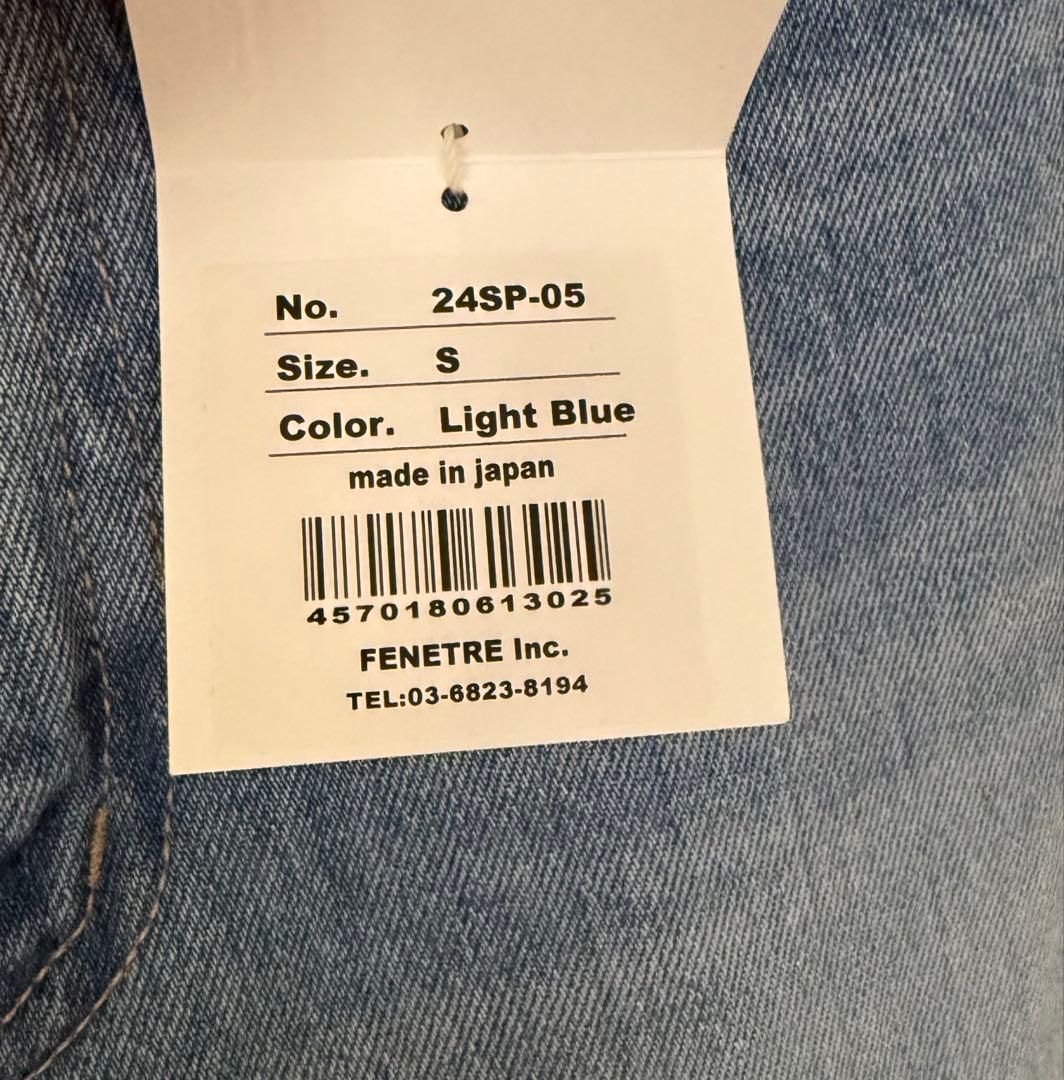 No. 24SP-05
Size. S
Color. Light Blue
made in japan
4570180613025
FENETRE Inc.
TEL:03-6823-8194